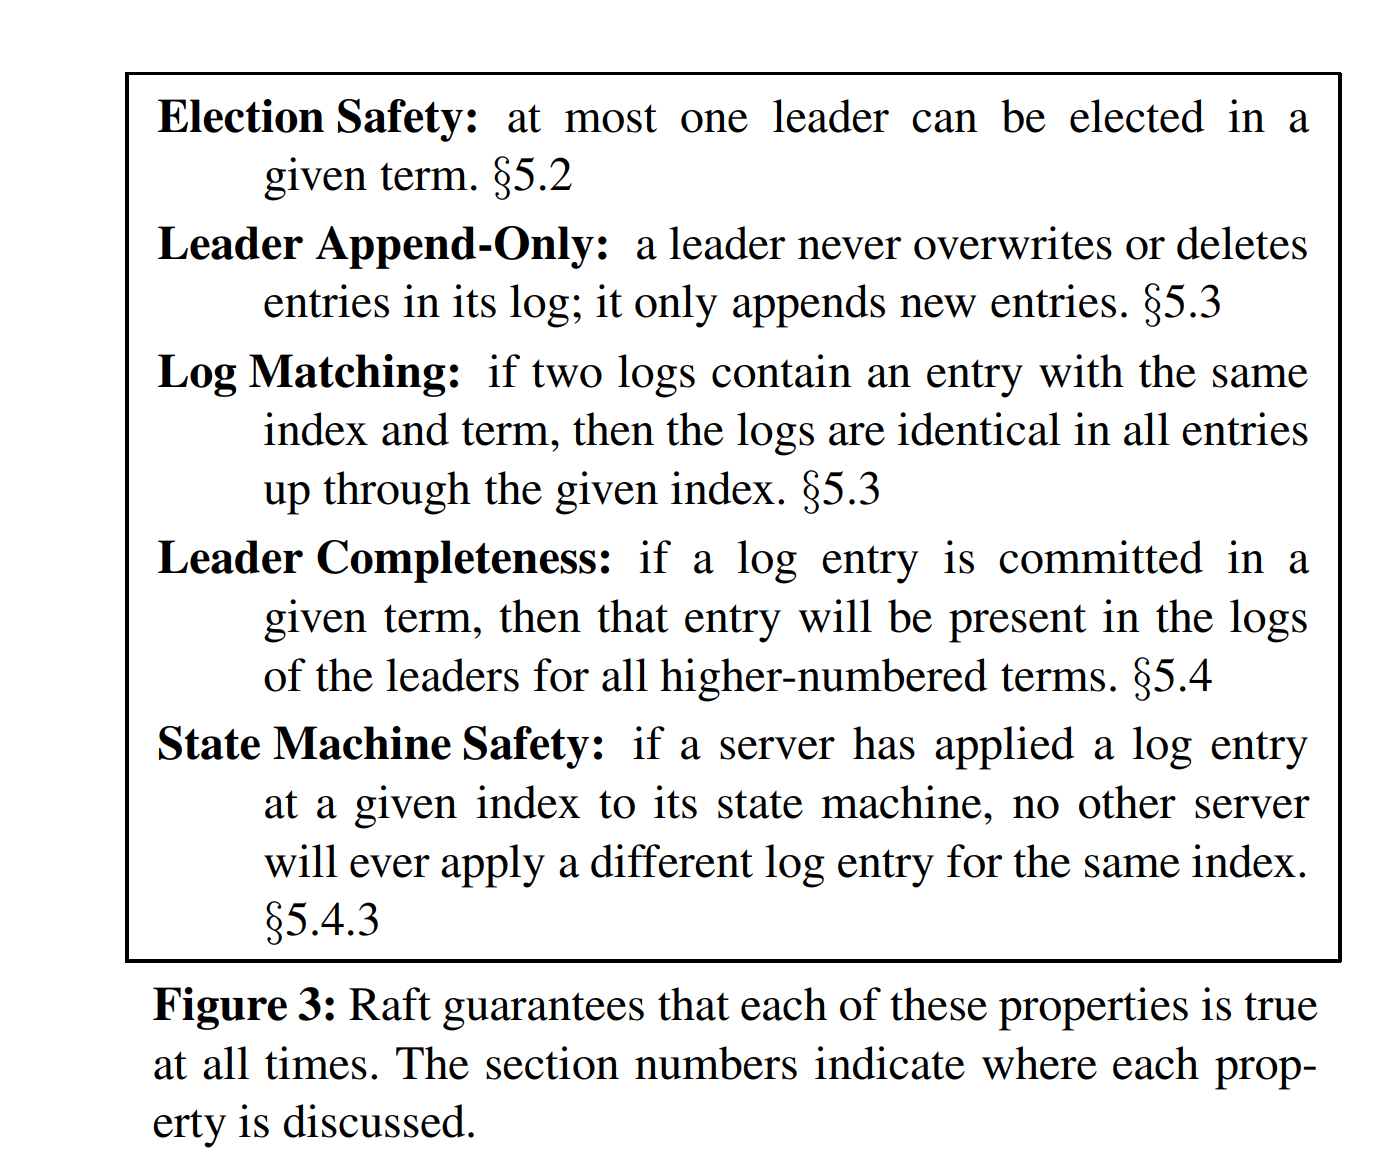 Election Safety: at most one leader can be elected in a
given term. §5.2
Leader Append-Only: a leader never overwrites or deletes
entries in its log; it only appends new entries. §5.3
Log Matching: if two logs contain an entry with the same
index and term, then the logs are identical in all entries
up through the given index. §5.3
Leader Completeness: if a log entry is committed in a
given term, then that entry will be present in the logs
of the leaders for all higher-numbered terms. §5.4
State Machine Safety: if a server has applied a log entry
at a given index to its state machine, no other server
will ever apply a different log entry for the same index.
§5.4.3
Figure 3: Raft guarantees that each of these properties is true
at all times. The section numbers indicate where each prop-
erty is discussed.